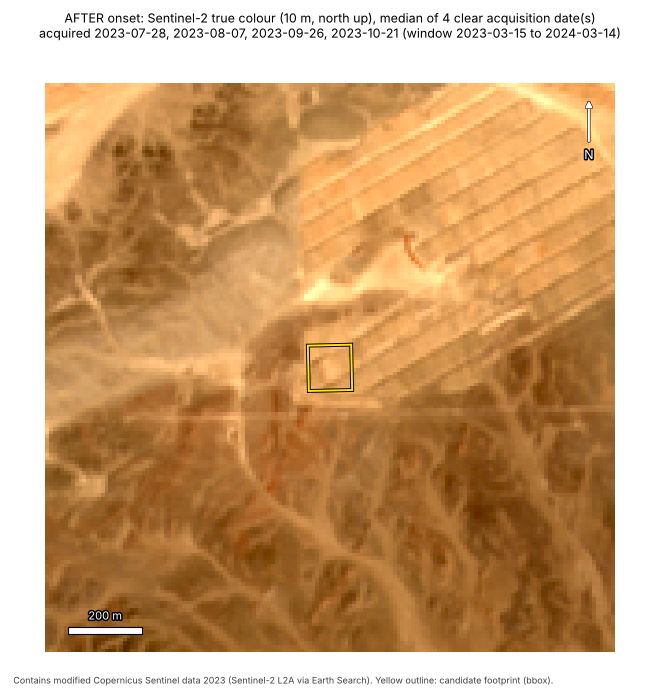 AFTER onset: Sentinel-2 true colour (10 m, north up), median of 4 clear acquisition date(s)
acquired 2023-07-28, 2023-08-07, 2023-09-26, 2023-10-21 (window 2023-03-15 to 2024-03-14)
N
200 m
Contains modified Copernicus Sentinel data 2023 (Sentinel-2 L2A via Earth Search). Yellow outline: candidate footprint (bbox).